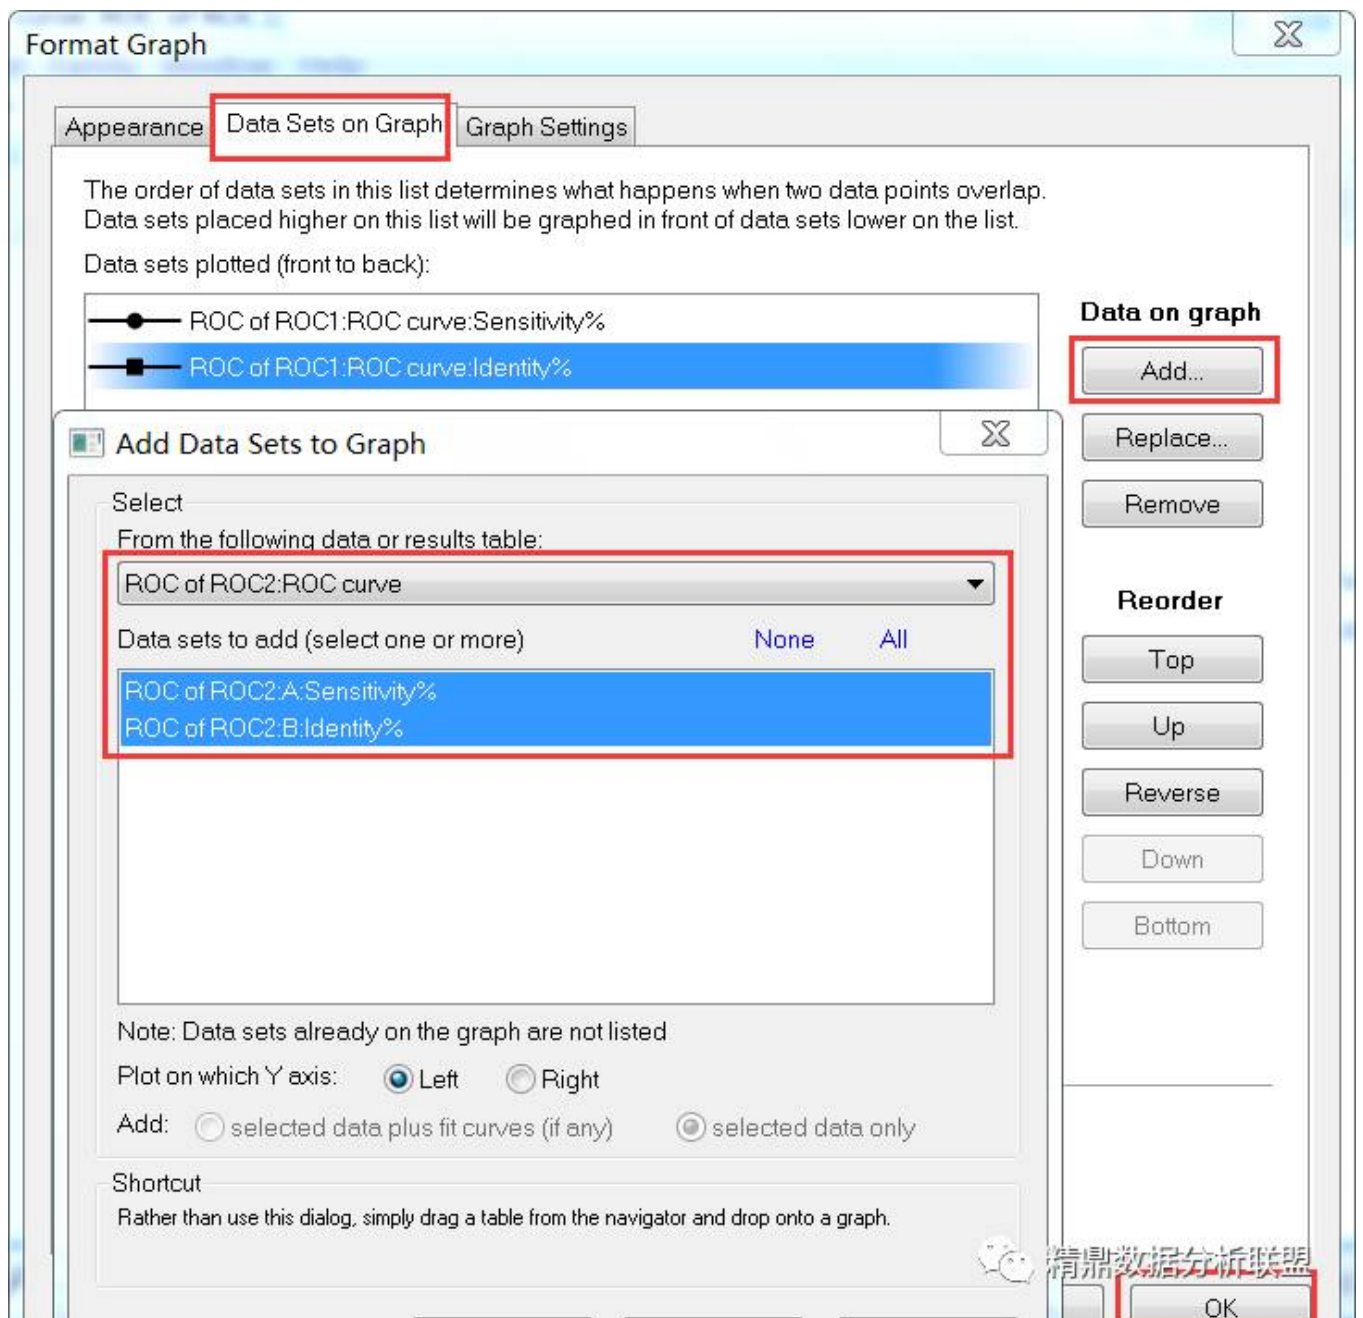 Format Graph
Appearance
Data Sets on Graph
Graph Settings
The order of data sets in this list determines what happens when two data points overlap.
Data sets placed higher on this list will be graphed in front of data sets lower on the list.
Data sets plotted (front to back):
ROC of ROC1:ROC curve:Sensitivity%
ROC of ROC1:ROC curve:Identity%
Data on graph
Add...
Replace...
Remove
Reorder
Top
Up
Reverse
Down
Bottom
Add Data Sets to Graph
Select
From the following data or results table:
ROC of ROC2:ROC curve
Data sets to add (select one or more)
None
All
ROC of ROC2:A:Sensitivity%
ROC of ROC2:B:Identity%
Note: Data sets already on the graph are not listed
Plot on which Y axis:
Left
Right
Add:
selected data plus fit curves (if any)
selected data only
Shortcut
Rather than use this dialog, simply drag a table from the navigator and drop onto a graph.
精鼎数据分析联盟
OK